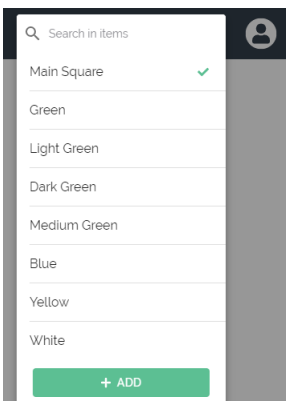 Search in items
Main Square
Green
Light Green
Dark Green
Medium Green
Blue
Yellow
White
+ ADD